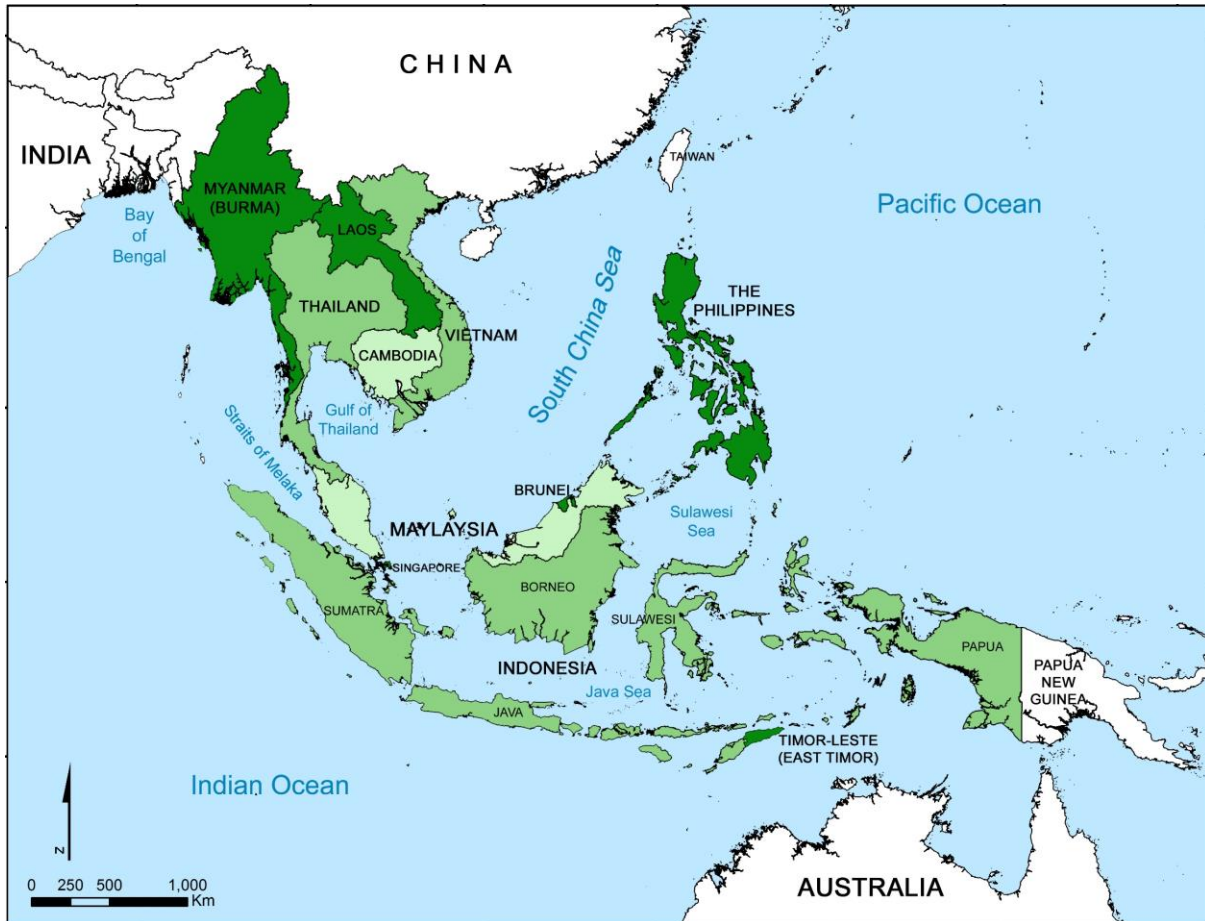 CHINA
INDIA
TAIWAN
MYANMAR
(BURMA)
Pacific Ocean
Bay
of
Bengal
LAOS
South China Sea
THE
PHILIPPINES
THAILAND
VIETNAM
CAMBODIA
Gulf of
Thailand
Straits of Melaka
BRUNEI
Sulawesi
Sea
MAYLAYSIA
SINGAPORE
BORNEO
SUMATRA
SULAWESI
PAPUA
INDONESIA
PAPUA
NEW
GUINEA
Java Sea
JAVA
TIMOR-LESTE
(EAST TIMOR)
Indian Ocean
N
0 250 500 1,000
Km
AUSTRALIA